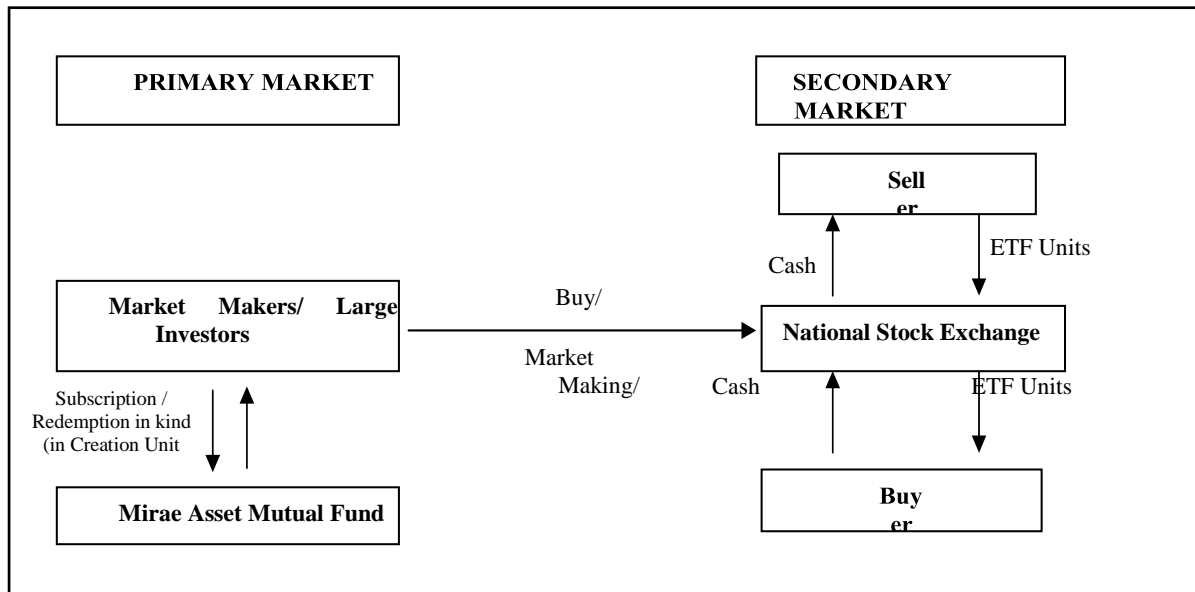 PRIMARY MARKET
SECONDARY
MARKET
Sell
er
ETF Units
Cash
Market Makers/ Large
Investors
Buy/
National Stock Exchange
Market
Making/
Cash
ETF Units
Subscription /
Redemption in kind
(in Creation Unit
Mirae Asset Mutual Fund
Buy
er